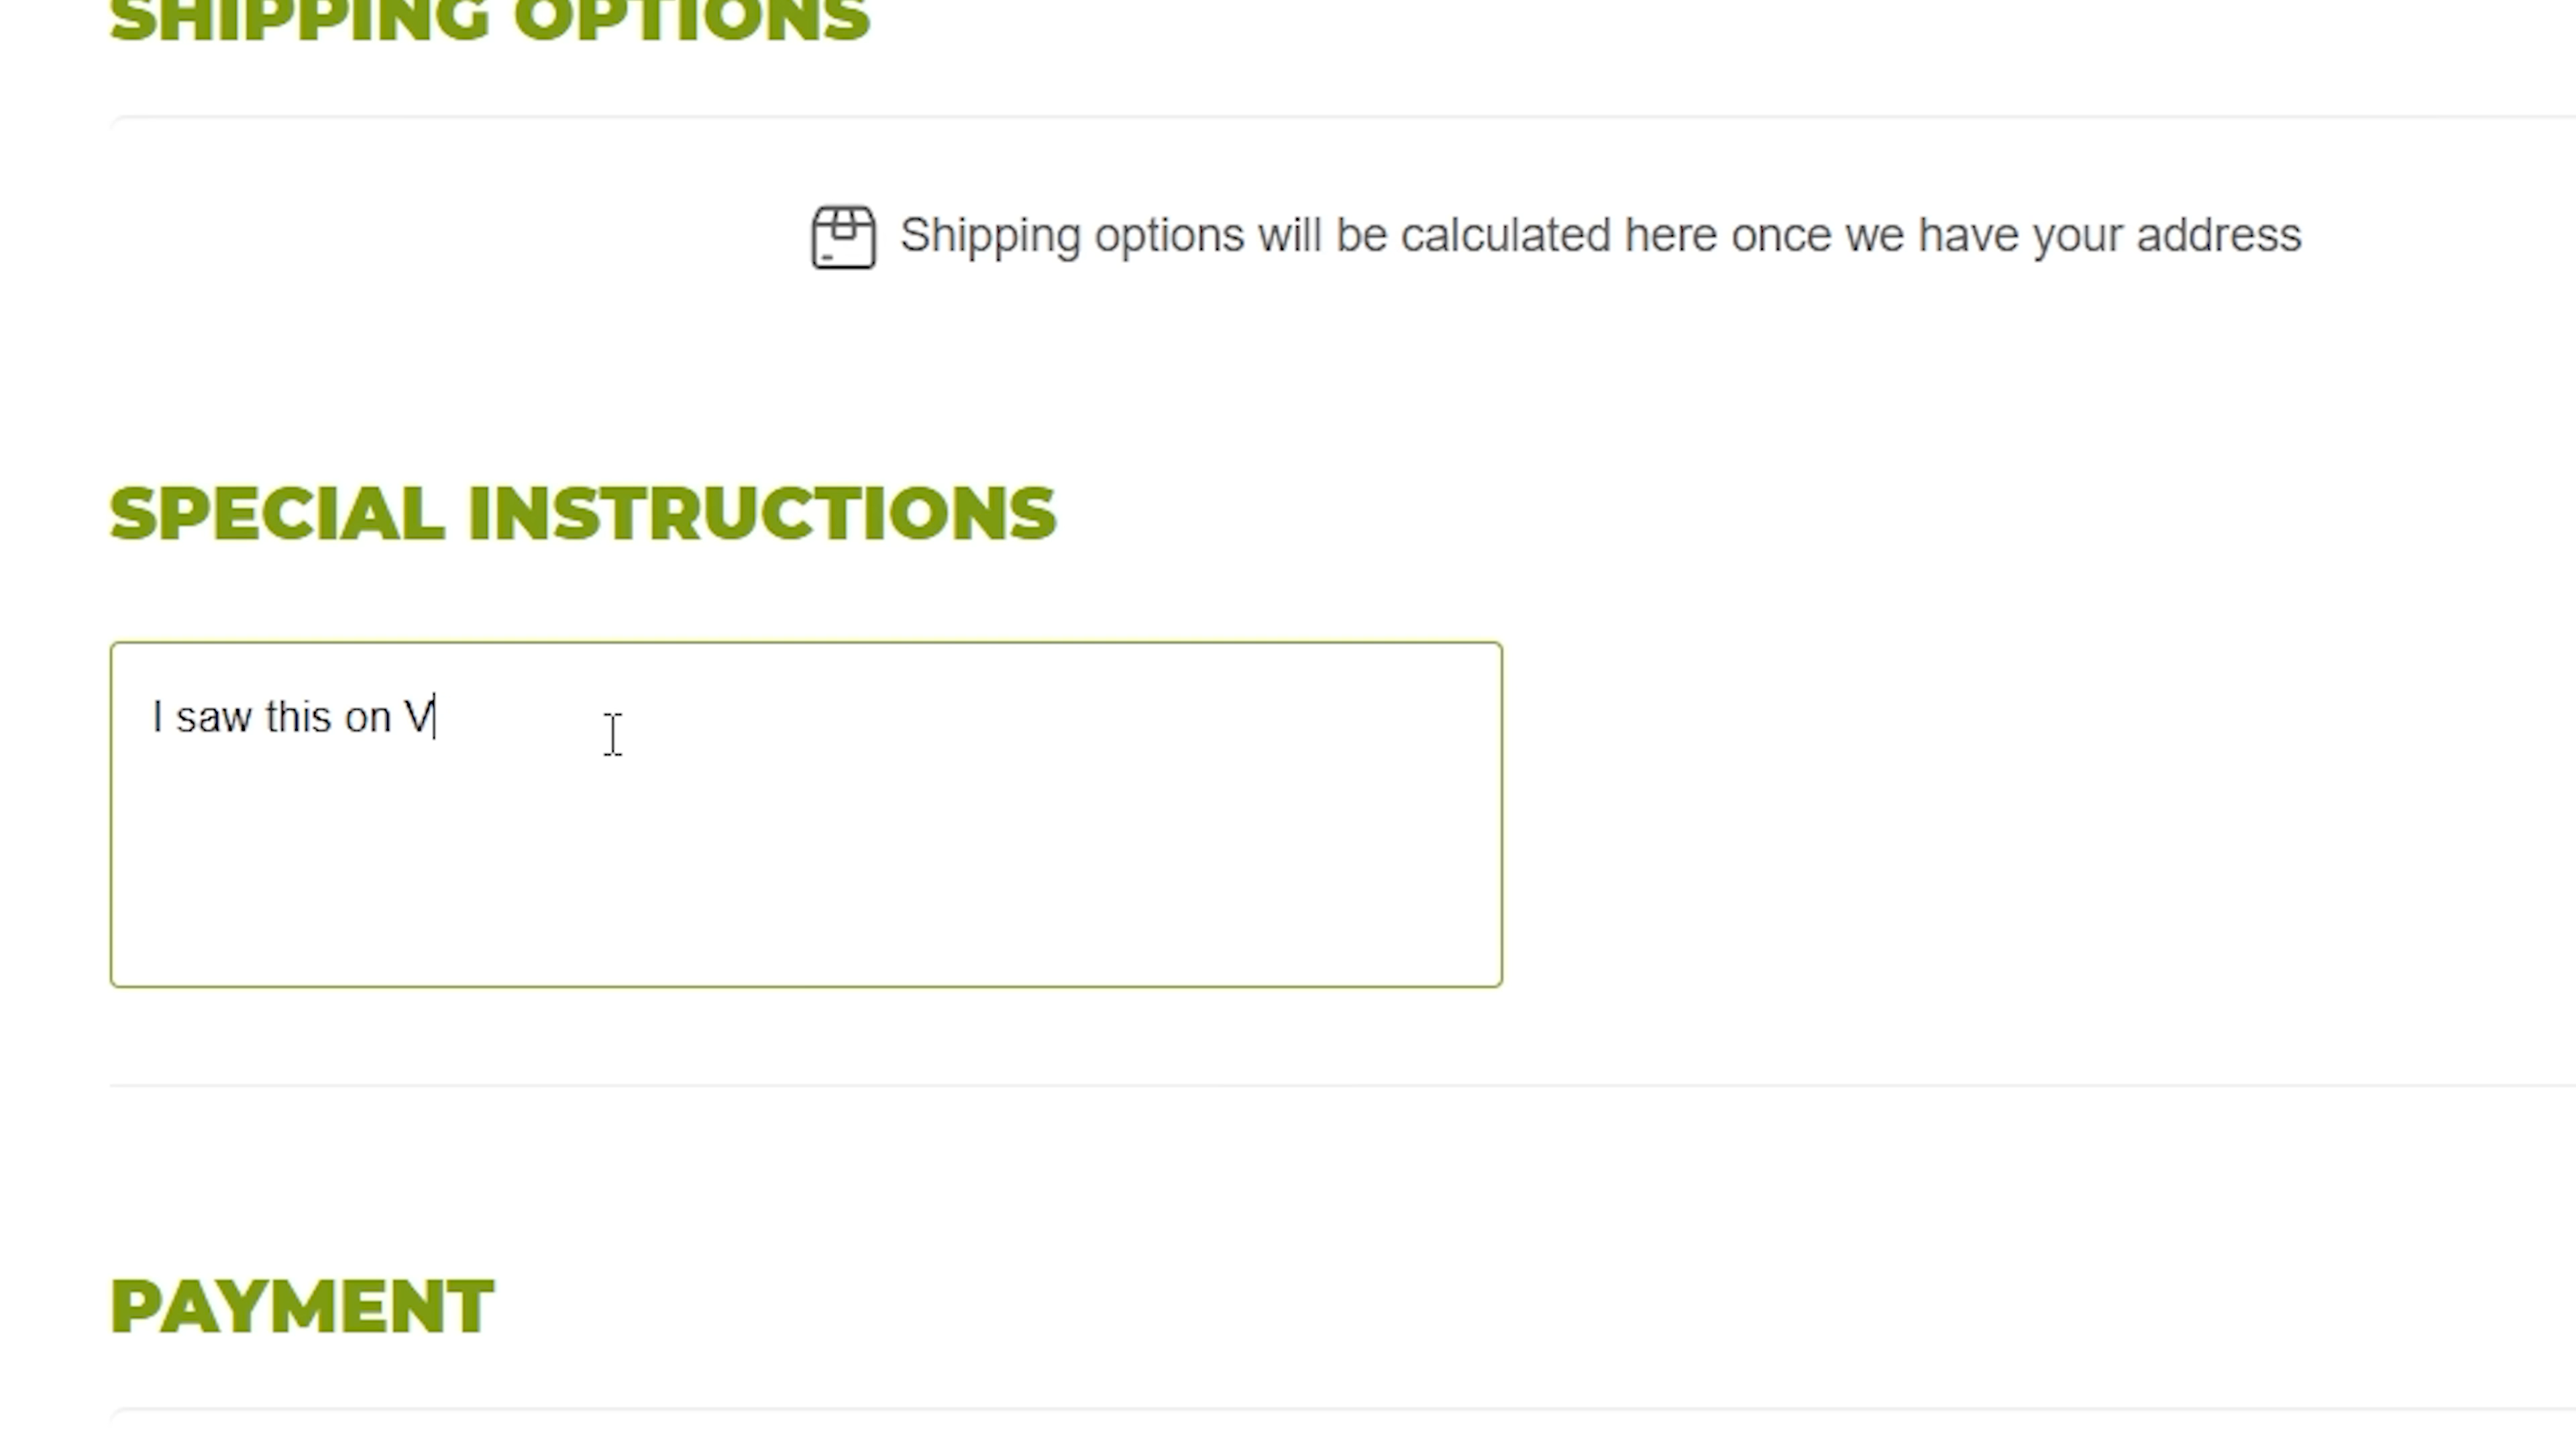 SHIPPING OPTIONS
Shipping options will be calculated here once we have your address
SPECIAL INSTRUCTIONS
I saw this on V
PAYMENT